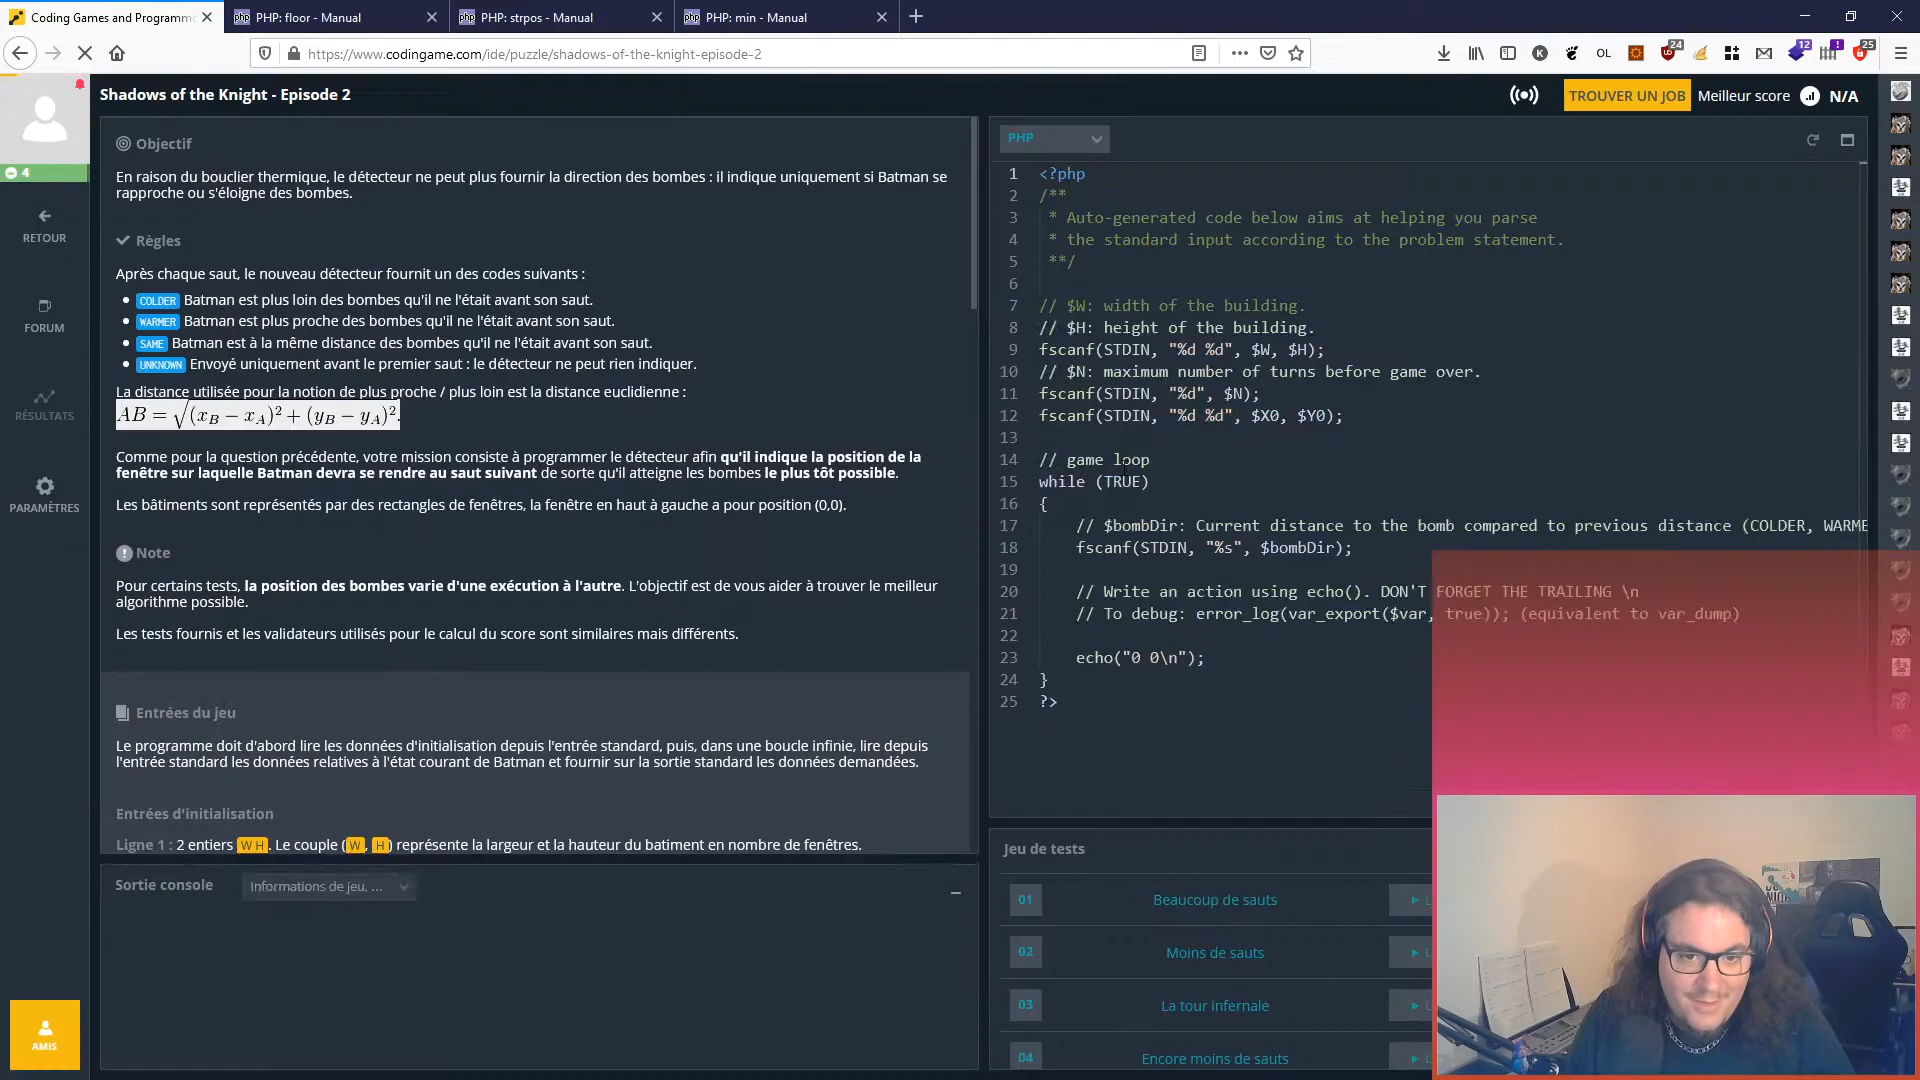 Coding Games and Programm
PHP: floor - Manual
PHP: strpos - Manual
PHP: min - Manual
https://www.codingame.com/ide/puzzle/shadows-of-the-knight-episode-2
K
OL
24
12
!
25
Shadows of the Knight - Episode 2
TROUVER UN JOB
Meilleur score
N/A
4
RETOUR
FORUM
RÉSULTATS
PARAMÈTRES
AMIS
Objectif
En raison du bouclier thermique, le détecteur ne peut plus fournir la direction des bombes : il indique uniquement si Batman se
rapproche ou s'éloigne des bombes.
Règles
Après chaque saut, le nouveau détecteur fournit un des codes suivants :
COLDER Batman est plus loin des bombes qu'il ne l'était avant son saut.
WARMER Batman est plus proche des bombes qu'il ne l'était avant son saut.
SAME Batman est à la même distance des bombes qu'il ne l'était avant son saut.
UNKNOWN Envoyé uniquement avant le premier saut : le détecteur ne peut rien indiquer.
La distance utilisée pour la notion de plus proche / plus loin est la distance euclidienne :
AB = √(x_B − x_A)² + (y_B − y_A)².
Comme pour la question précédente, votre mission consiste à programmer le détecteur afin qu'il indique la position de la
fenêtre sur laquelle Batman devra se rendre au saut suivant de sorte qu'il atteigne les bombes le plus tôt possible.
Les bâtiments sont représentés par des rectangles de fenêtres, la fenêtre en haut à gauche a pour position (0,0).
Note
Pour certains tests, la position des bombes varie d'une exécution à l'autre. L'objectif est de vous aider à trouver le meilleur
algorithme possible.
Les tests fournis et les validateurs utilisés pour le calcul du score sont similaires mais différents.
Entrées du jeu
Le programme doit d'abord lire les données d'initialisation depuis l'entrée standard, puis, dans une boucle infinie, lire depuis
l'entrée standard les données relatives à l'état courant de Batman et fournir sur la sortie standard les données demandées.
Entrées d'initialisation
Ligne 1 : 2 entiers W H. Le couple (W, H) représente la largeur et la hauteur du batiment en nombre de fenêtres.
Sortie console
Informations de jeu, ...
PHP
1 <?php
2 /**
3 * Auto-generated code below aims at helping you parse
4 * the standard input according to the problem statement.
5 **/
6
7 // $W: width of the building.
8 // $H: height of the building.
9 fscanf(STDIN, "%d %d", $W, $H);
10 // $N: maximum number of turns before game over.
11 fscanf(STDIN, "%d", $N);
12 fscanf(STDIN, "%d %d", $X0, $Y0);
13
14 // game loop
15 while (TRUE)
16 {
17 // $bombDir: Current distance to the bomb compared to previous distance (COLDER, WARME
18 fscanf(STDIN, "%s", $bombDir);
19
20 // Write an action using echo(). DON'T FORGET THE TRAILING \n
21 // To debug: error_log(var_export($var, true)); (equivalent to var_dump)
22
23 echo("0 0\n");
24 }
25 ?>
Jeu de tests
01 Beaucoup de sauts
02 Moins de sauts
03 La tour infernale
04 Encore moins de sauts